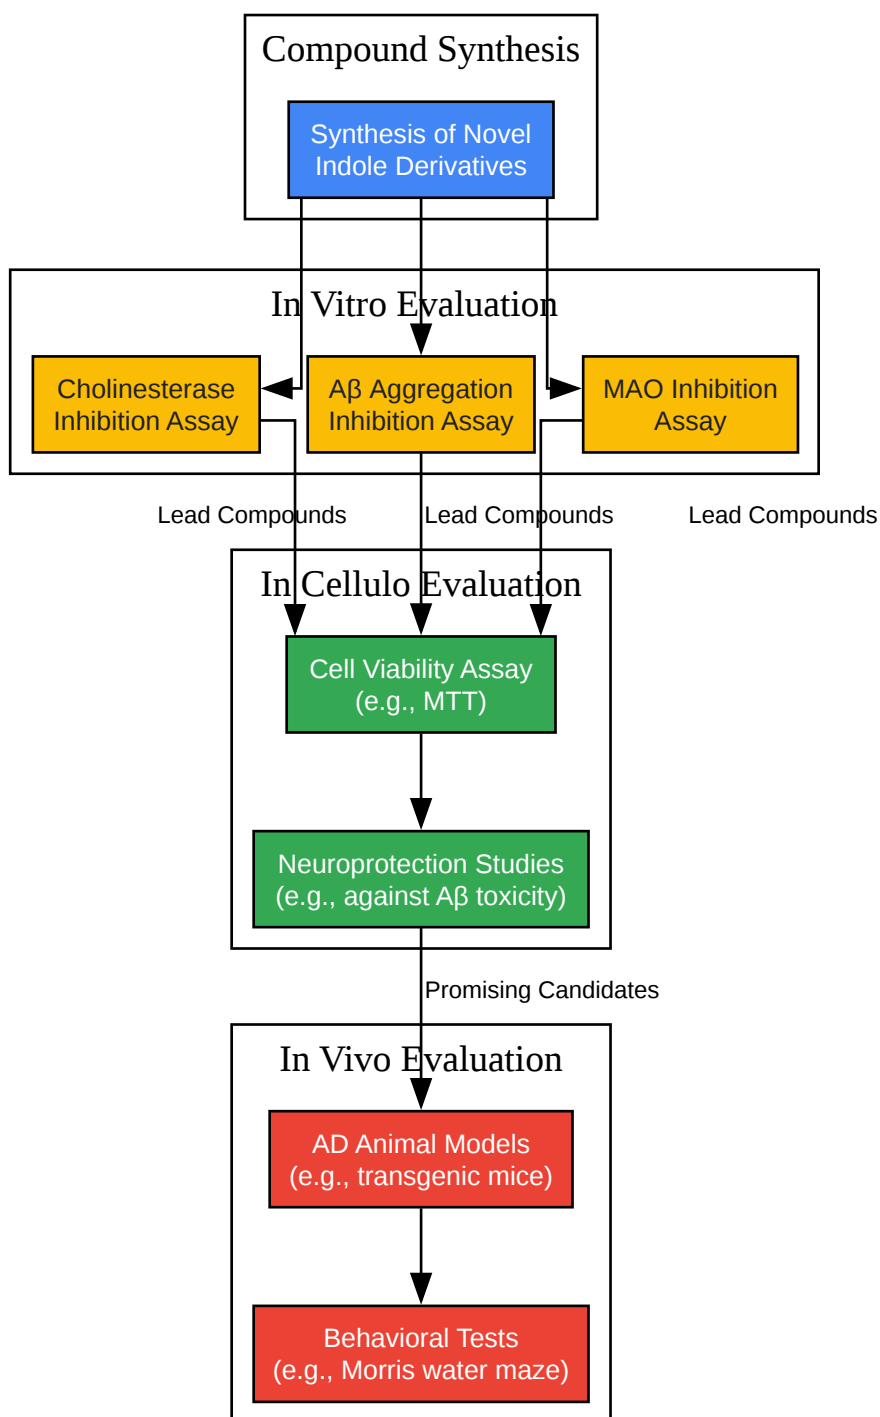 Compound Synthesis
Synthesis of Novel
Indole Derivatives
In Vitro Evaluation
Cholinesterase
Inhibition Assay
Aβ Aggregation
Inhibition Assay
MAO Inhibition
Assay
Lead Compounds
Lead Compounds
Lead Compounds
In Cellulo Evaluation
Cell Viability Assay
(e.g., MTT)
Neuroprotection Studies
(e.g., against Aβ toxicity)
Promising Candidates
In Vivo Evaluation
AD Animal Models
(e.g., transgenic mice)
Behavioral Tests
(e.g., Morris water maze)